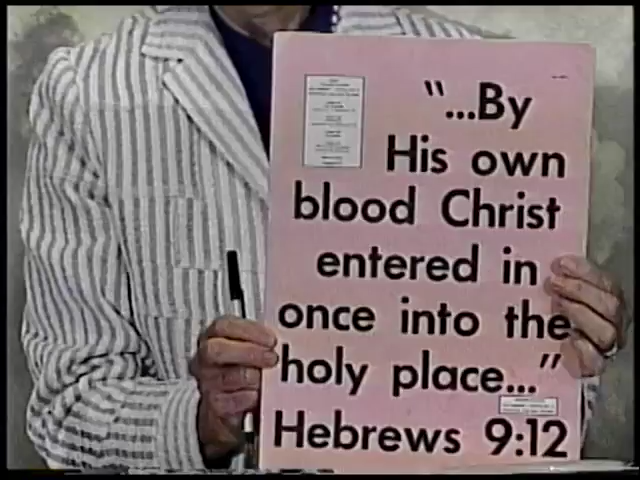 “...By
His own
blood Christ
entered in
once into the
holy place...”
Hebrews 9:12